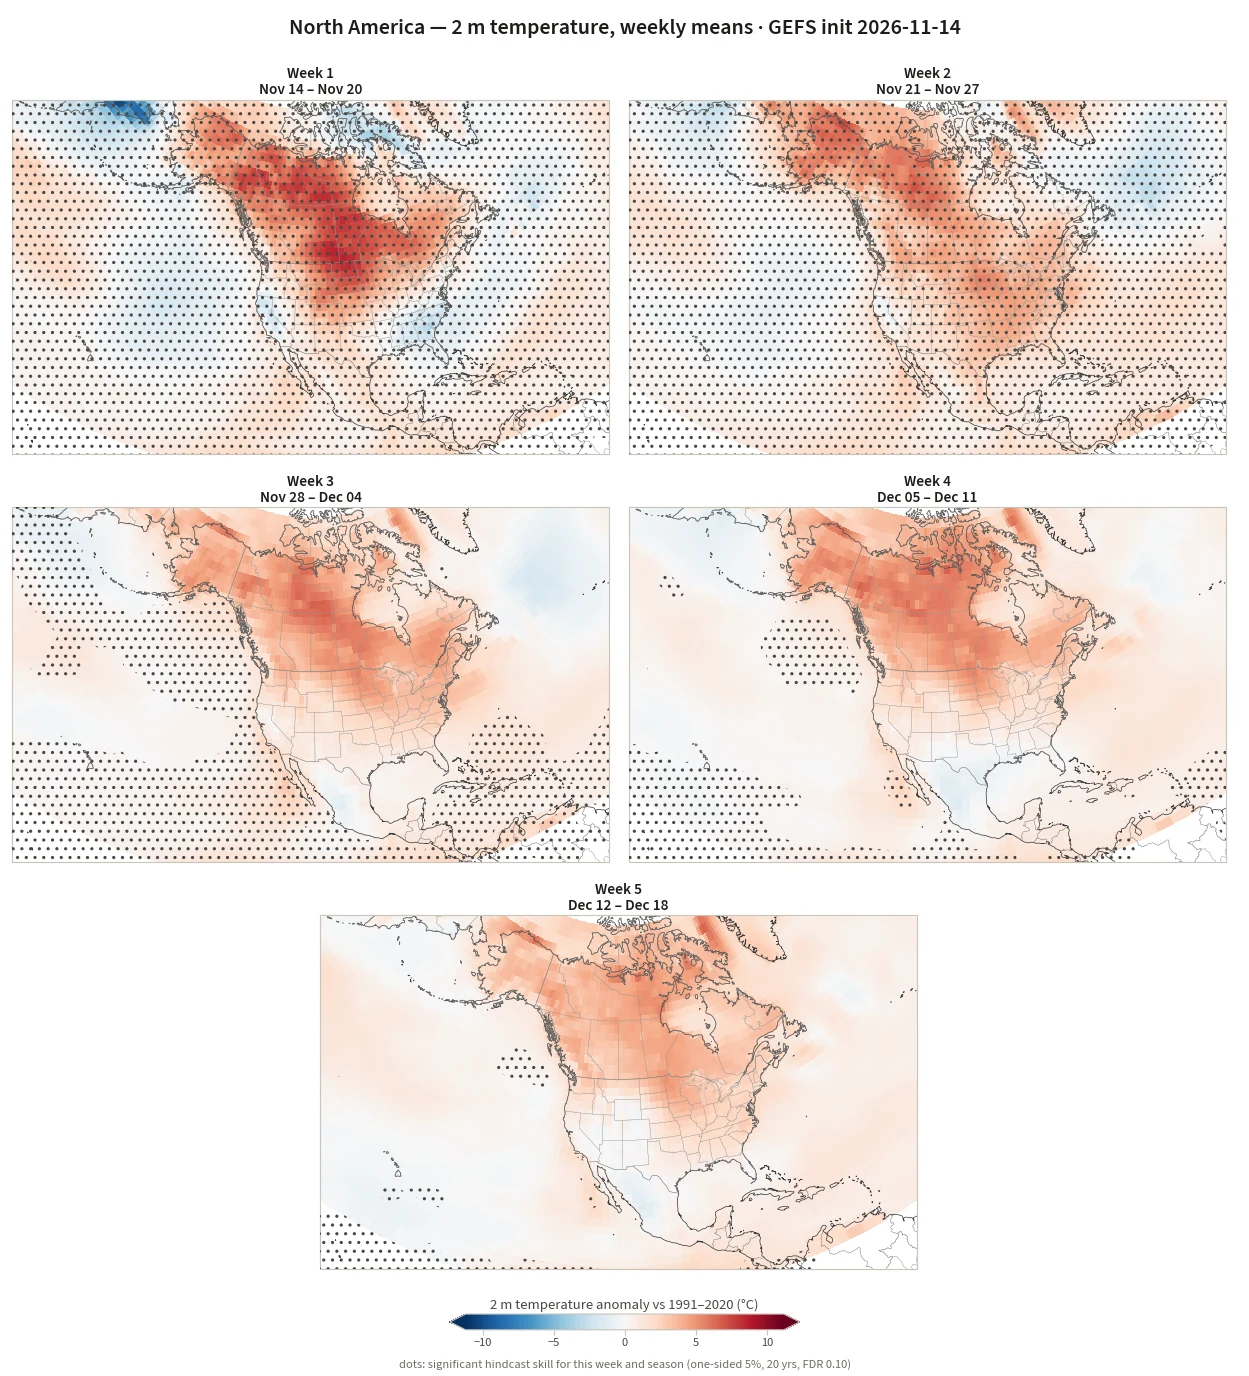 North America — 2 m temperature, weekly means · GEFS init 2026-11-14
Week 1
Nov 14 – Nov 20
Week 2
Nov 21 – Nov 27
Week 3
Nov 28 – Dec 04
Week 4
Dec 05 – Dec 11
Week 5
Dec 12 – Dec 18
2 m temperature anomaly vs 1991–2020 (°C)
−10 −5 0 5 10
dots: significant hindcast skill for this week and season (one-sided 5%, 20 yrs, FDR 0.10)